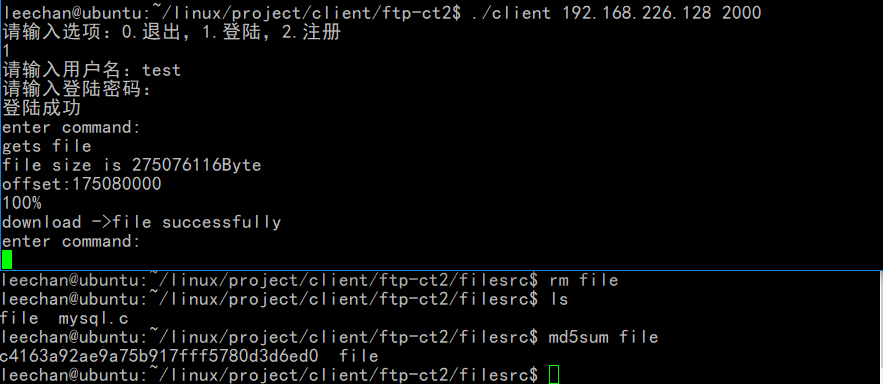 leechan@ubuntu:~/linux/project/client/ftp-ct2$ ./client 192.168.226.128 2000
请输入选项：0.退出，1.登陆，2.注册
1
请输入用户名：test
请输入登陆密码：
登陆成功
enter command:
gets file
file size is 275076116Byte
offset:175080000
100%
download ->file successfully
enter command:
leechan@ubuntu:~/linux/project/client/ftp-ct2/filesrc$ rm file
leechan@ubuntu:~/linux/project/client/ftp-ct2/filesrc$ ls
file  mysql.c
leechan@ubuntu:~/linux/project/client/ftp-ct2/filesrc$ md5sum file
c4163a92ae9a75b917fff5780d3d6ed0  file
leechan@ubuntu:~/linux/project/client/ftp-ct2/filesrc$